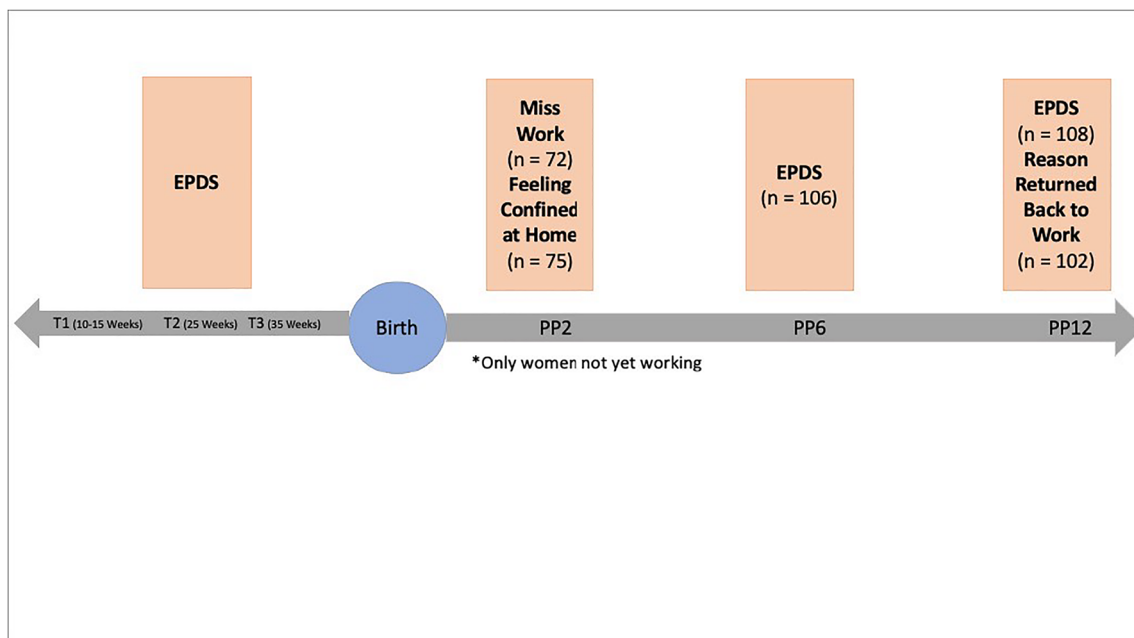 EPDS
Miss
Work
(n = 72)
Feeling
Confined
at Home
(n = 75)
EPDS
(n = 106)
EPDS
(n = 108)
Reason
Returned
Back to
Work
(n = 102)
T1 (10-15 Weeks) T2 (25 Weeks) T3 (35 Weeks)
Birth
PP2
PP6
PP12
*Only women not yet working